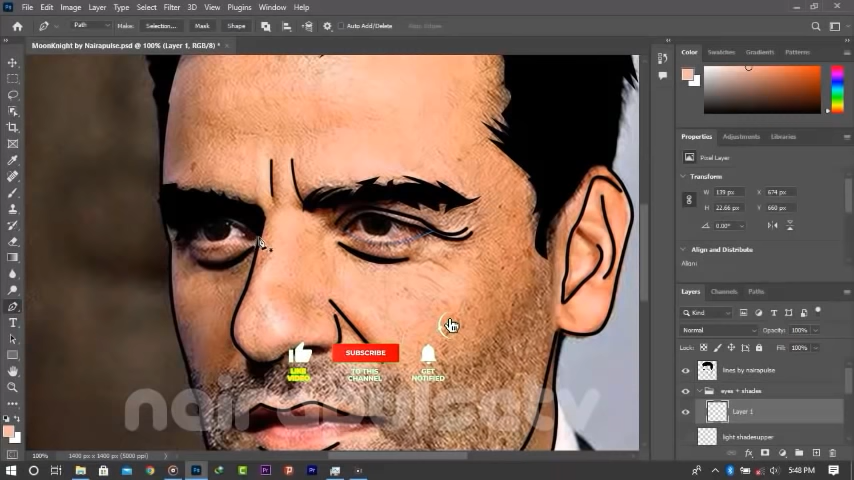 File Edit Image Layer Type Select Filter 3D View Plugins Window Help
Path Make: Selection... Mask Shape Auto Add/Delete
MoonKnight by Nairapulse.psd @ 100% (Layer 1, RGB/8) *
Color Swatches Gradients Patterns
Properties Adjustments Libraries
Pixel Layer
Transform
W 139 px X 674 px
H 22.66 px Y 660 px
0.00°
Align and Distribute
Align:
Layers Channels Paths
Kind
Normal Opacity: 100%
Lock: Fill: 100%
lines by nairapulse
eyes + shades
Layer 1
light shadesupper
LIKE VIDEO
SUBSCRIBE
TO THIS CHANNEL
GET NOTIFIED
100% 1400 px x 1400 px (5000 ppi)
5:48 PM